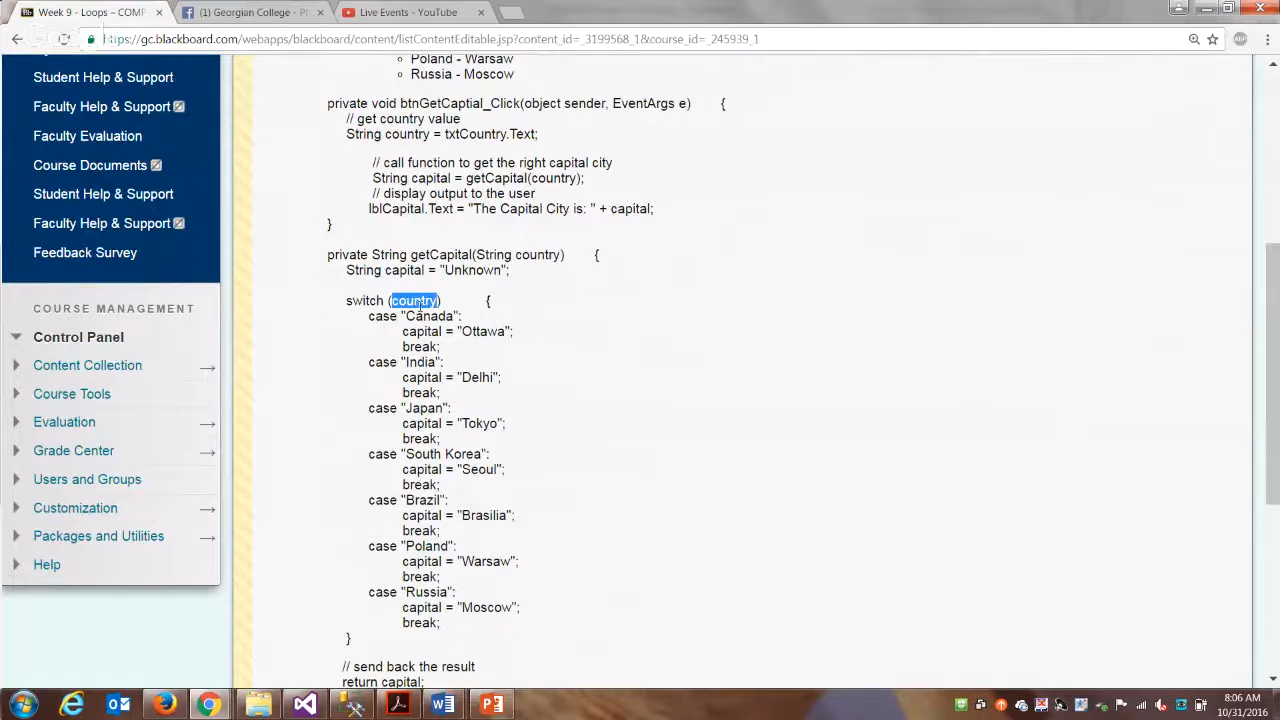 Week 9 - Loops – COMP
(1) Georgian College - P
Live Events - YouTube
https://gc.blackboard.com/webapps/blackboard/content/listContentEditable.jsp?content_id=_3199568_1&course_id=_245939_1
ABP
Student Help & Support
Faculty Help & Support
Faculty Evaluation
Course Documents
Student Help & Support
Faculty Help & Support
Feedback Survey
COURSE MANAGEMENT
Control Panel
Content Collection
Course Tools
Evaluation
Grade Center
Users and Groups
Customization
Packages and Utilities
Help
Poland - Warsaw
Russia - Moscow
private void btnGetCaptial_Click(object sender, EventArgs e) {
// get country value
String country = txtCountry.Text;
// call function to get the right capital city
String capital = getCapital(country);
// display output to the user
lblCapital.Text = "The Capital City is: " + capital;
}
private String getCapital(String country) {
String capital = "Unknown";
switch (country) {
case "Canada":
capital = "Ottawa";
break;
case "India":
capital = "Delhi";
break;
case "Japan":
capital = "Tokyo";
break;
case "South Korea":
capital = "Seoul";
break;
case "Brazil":
capital = "Brasilia";
break;
case "Poland":
capital = "Warsaw";
break;
case "Russia":
capital = "Moscow";
break;
}
// send back the result
return capital;
8:06 AM
10/31/2016